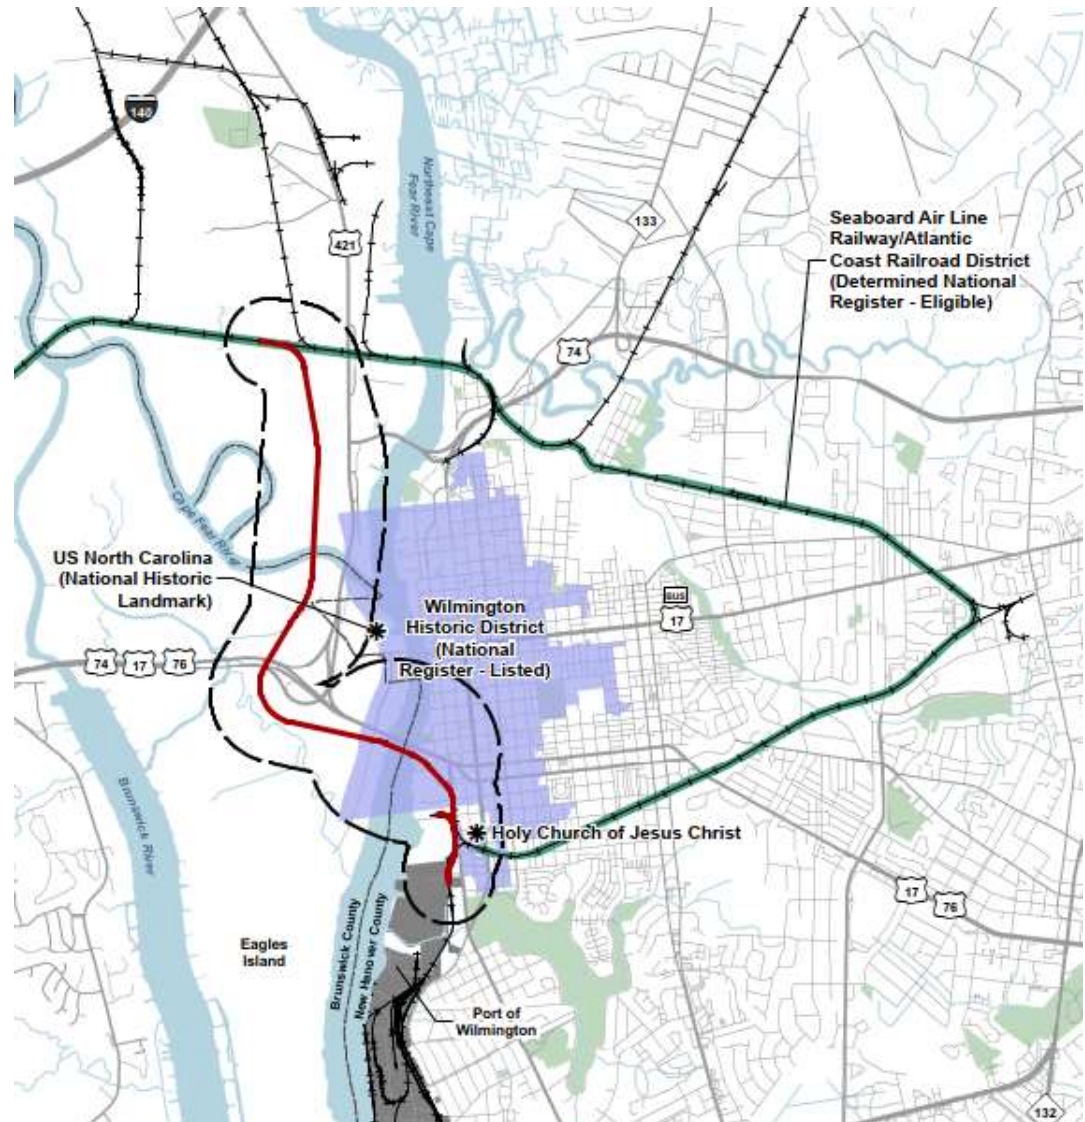 140
Northeast Cape
Fear River
421
133
Seaboard Air Line
Railway/Atlantic
Coast Railroad District
(Determined National
Register - Eligible)
74
Cape Fear River
US North Carolina
(National Historic
Landmark)
BUS
17
Wilmington
Historic District
(National
Register - Listed)
74
17
76
Brunswick River
Holy Church of Jesus Christ
17
76
Eagles
Island
Brunswick County
New Hanover County
Port of
Wilmington
132